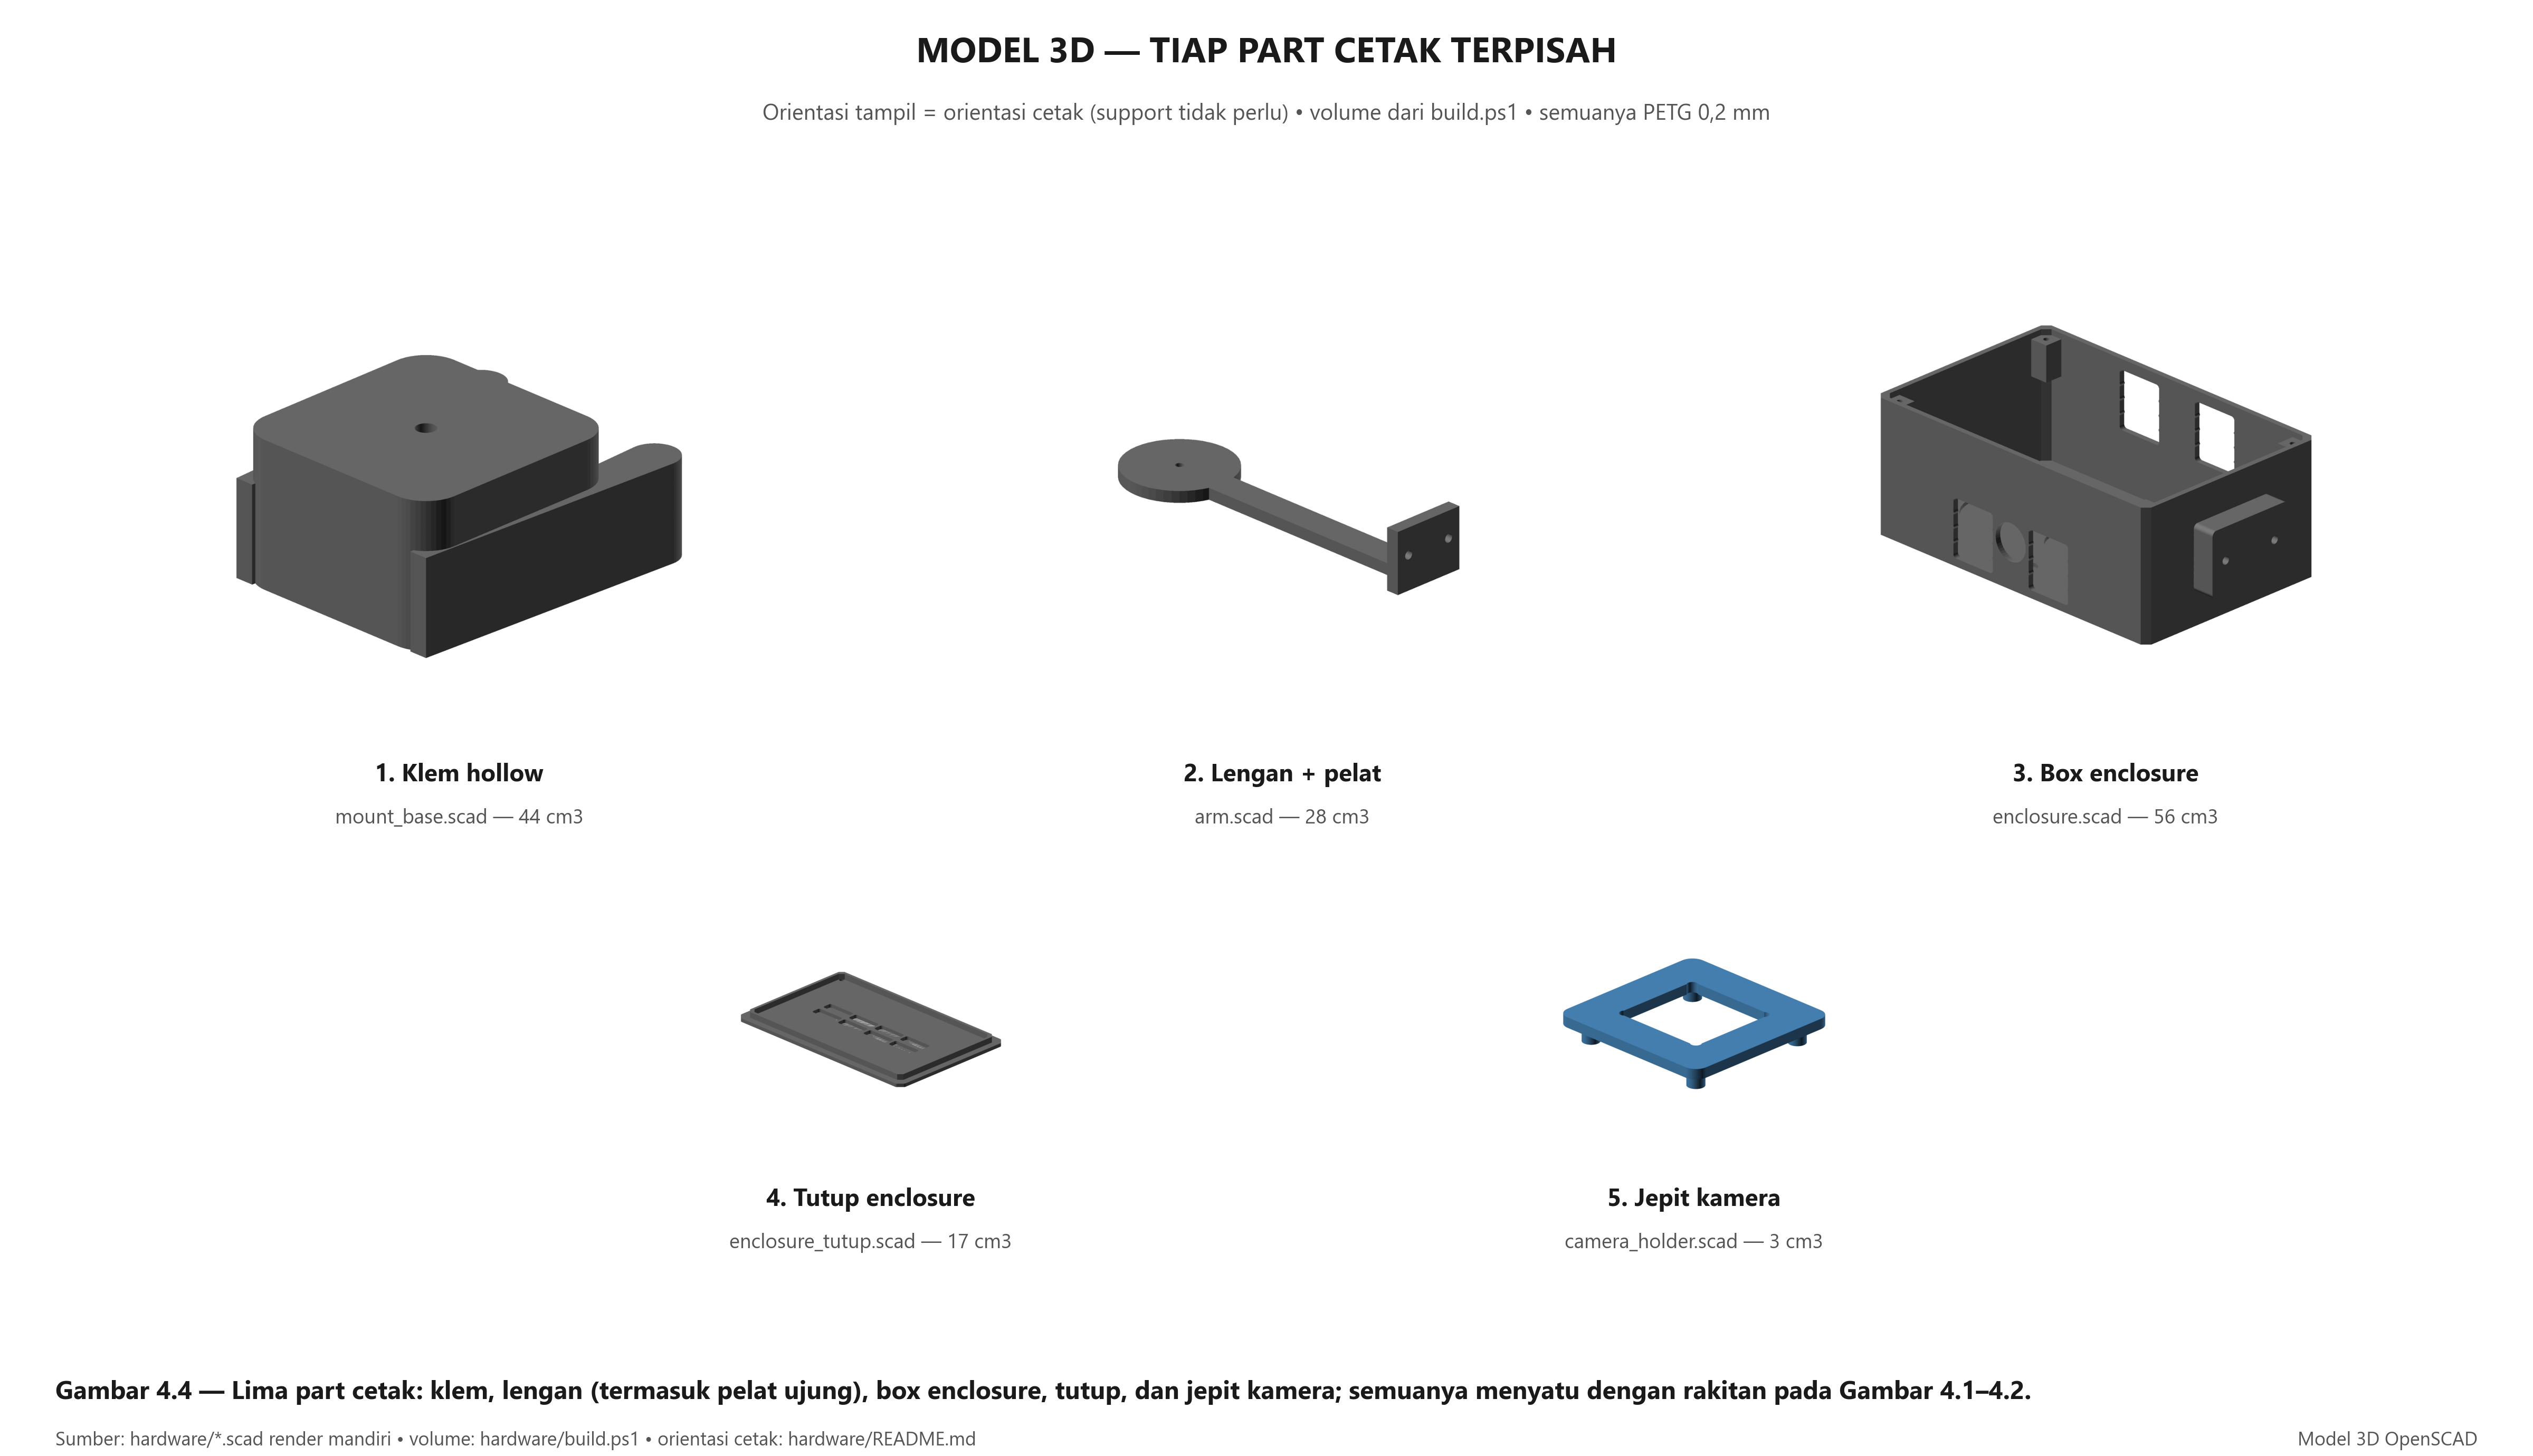 MODEL 3D — TIAP PART CETAK TERPISAH
Orientasi tampil = orientasi cetak (support tidak perlu) • volume dari build.ps1 • semuanya PETG 0,2 mm
1. Klem hollow
mount_base.scad — 44 cm3
2. Lengan + pelat
arm.scad — 28 cm3
3. Box enclosure
enclosure.scad — 56 cm3
4. Tutup enclosure
enclosure_tutup.scad — 17 cm3
5. Jepit kamera
camera_holder.scad — 3 cm3
Gambar 4.4 — Lima part cetak: klem, lengan (termasuk pelat ujung), box enclosure, tutup, dan jepit kamera; semuanya menyatu dengan rakitan pada Gambar 4.1–4.2.
Sumber: hardware/*.scad render mandiri • volume: hardware/build.ps1 • orientasi cetak: hardware/README.md
Model 3D OpenSCAD